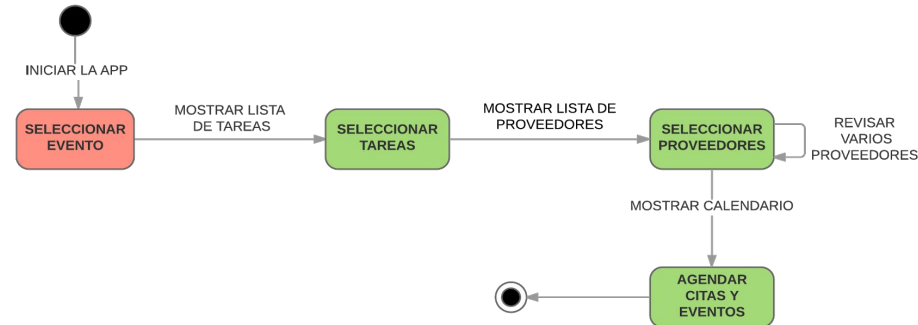 INICIAR LA APP
SELECCIONAR
EVENTO
MOSTRAR LISTA
DE TAREAS
SELECCIONAR
TAREAS
MOSTRAR LISTA DE
PROVEEDORES
SELECCIONAR
PROVEEDORES
REVISAR
VARIOS
PROVEEDORES
MOSTRAR CALENDARIO
AGENDAR
CITAS Y
EVENTOS